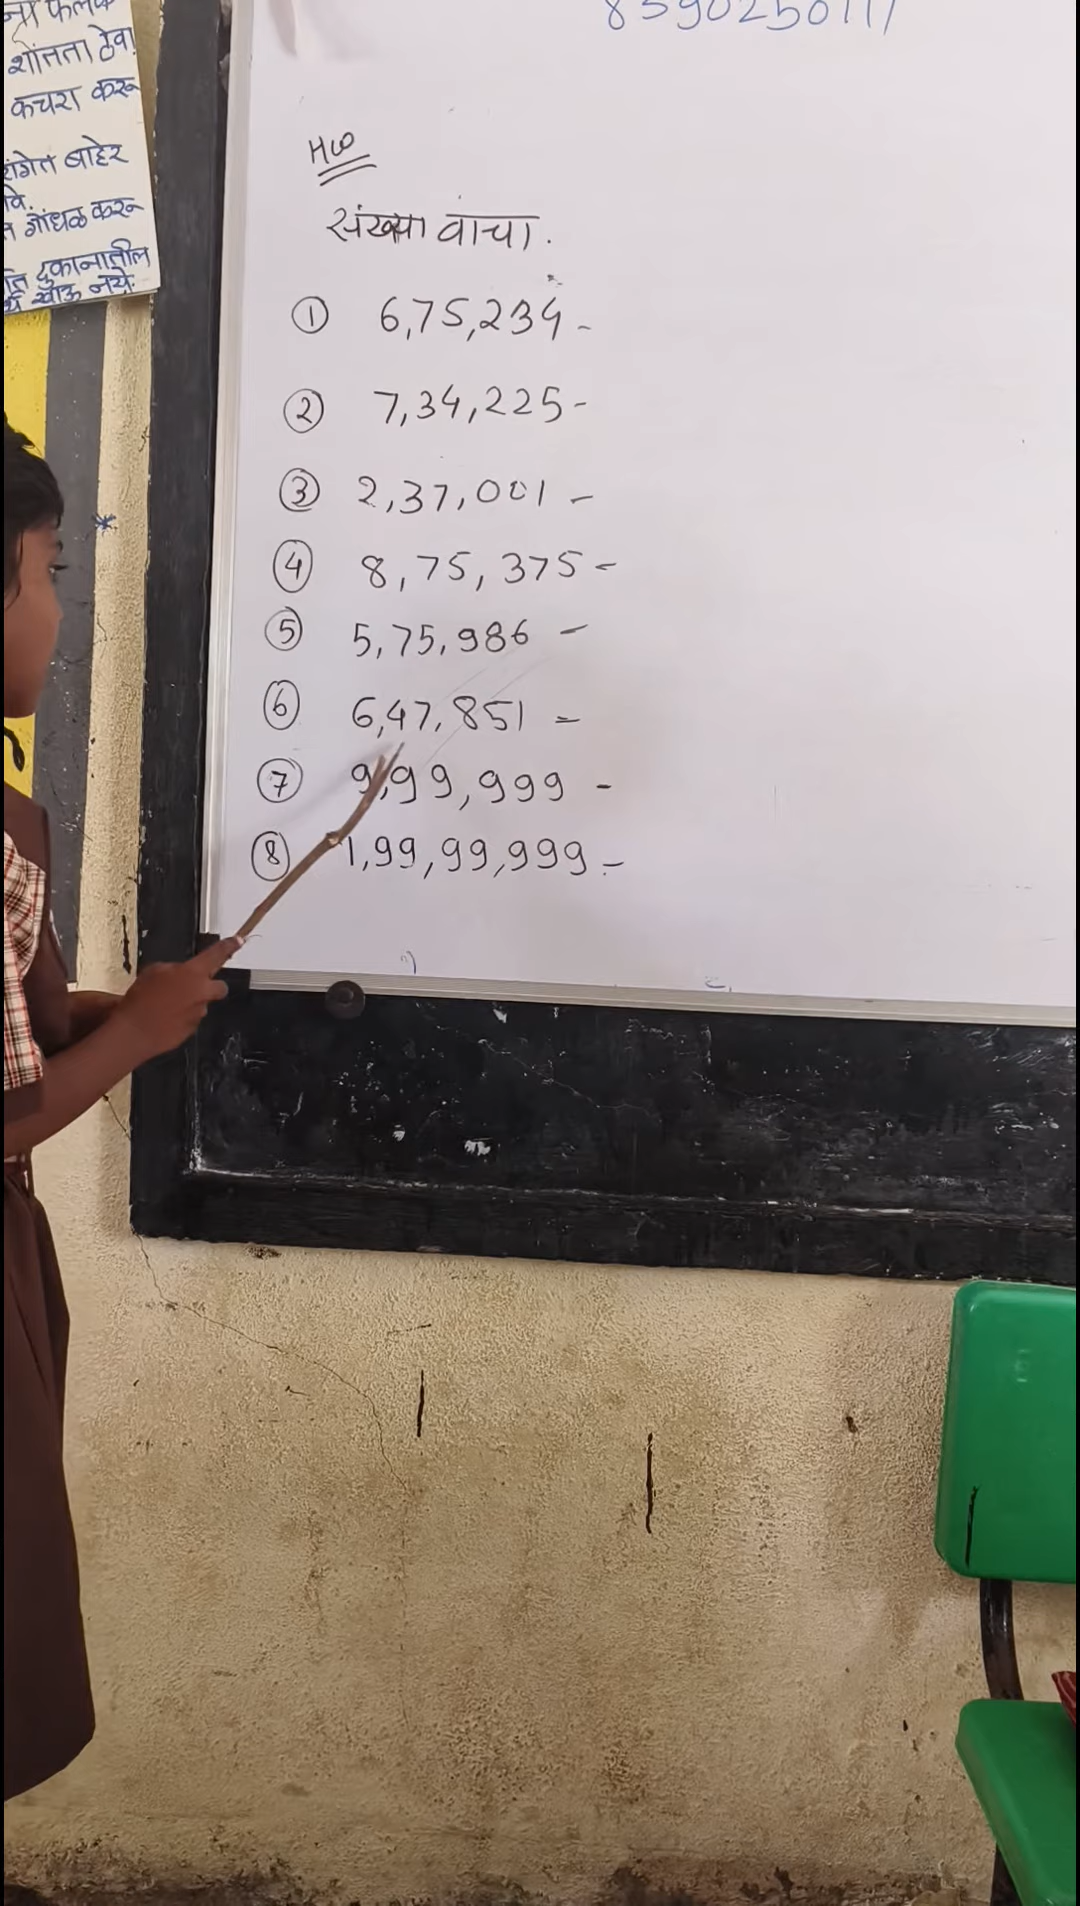 फलक
शांतता ठेवा
कचरा करू
बाहेर
गोंधळ करू
दुकानातील
खाऊ नये.
HW
संख्या वाचा.
① 6,75,234 -
② 7,34,225 -
③ 2,37,001 -
④ 8,75,375 -
⑤ 5,75,986 -
⑥ 6,47,851 =
⑦ 9,99,999 -
⑧ 1,99,99,999 -